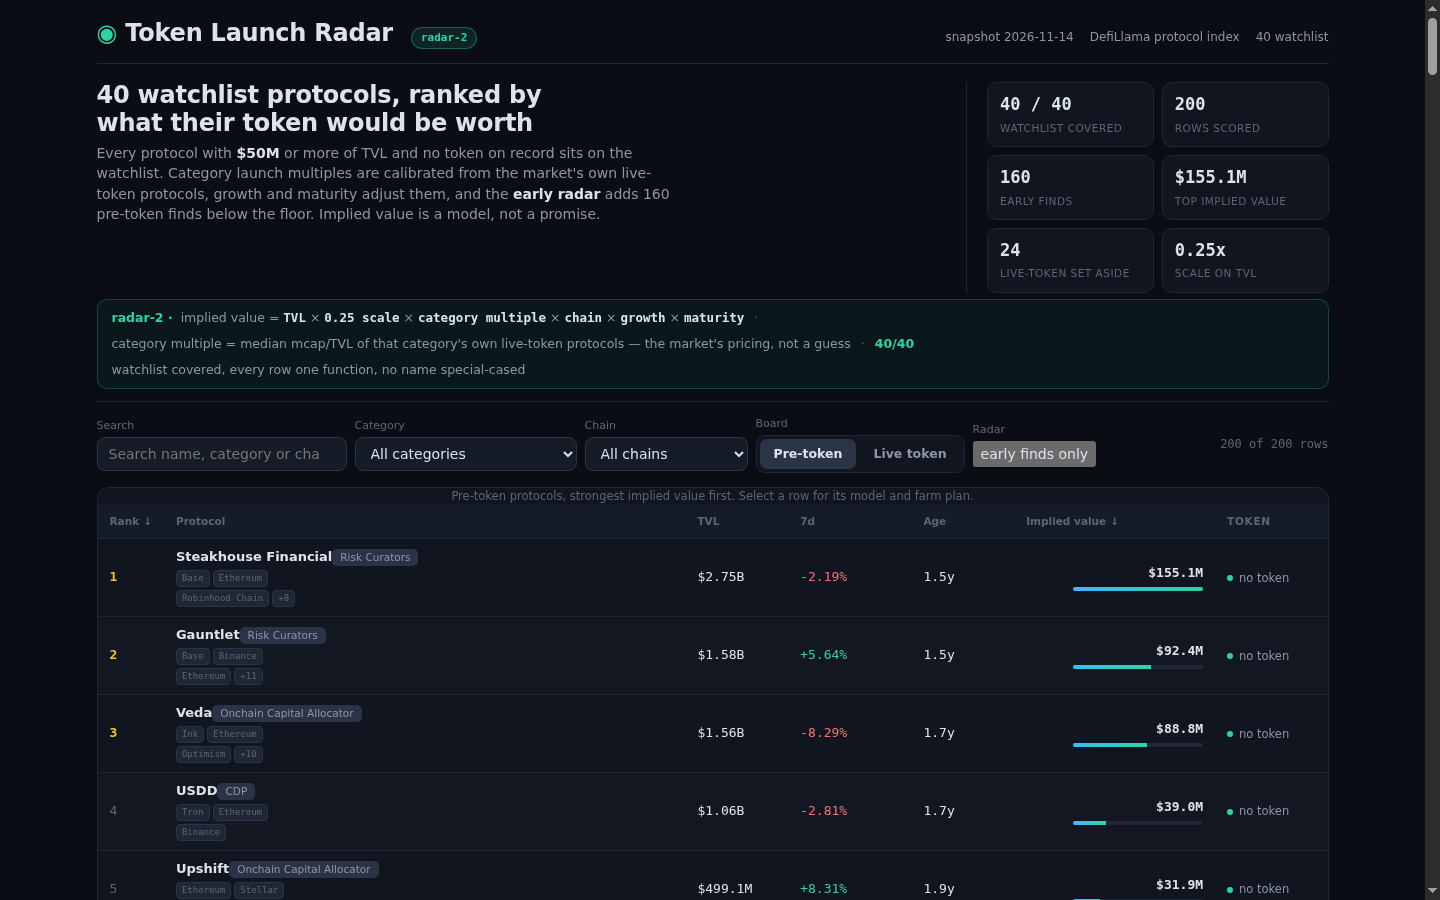 ◉ Token Launch Radar radar-2
snapshot 2026-11-14 DefiLlama protocol index 40 watchlist
40 watchlist protocols, ranked by
what their token would be worth
Every protocol with $50M or more of TVL and no token on record sits on the
watchlist. Category launch multiples are calibrated from the market's own live-
token protocols, growth and maturity adjust them, and the early radar adds 160
pre-token finds below the floor. Implied value is a model, not a promise.
40 / 40
WATCHLIST COVERED
200
ROWS SCORED
160
EARLY FINDS
$155.1M
TOP IMPLIED VALUE
24
LIVE-TOKEN SET ASIDE
0.25x
SCALE ON TVL
radar-2 · implied value = TVL × 0.25 scale × category multiple × chain × growth × maturity ·
category multiple = median mcap/TVL of that category's own live-token protocols — the market's pricing, not a guess · 40/40
watchlist covered, every row one function, no name special-cased
Search
Search name, category or cha
Category
All categories
Chain
All chains
Board
Pre-token Live token
Radar
early finds only
200 of 200 rows
Pre-token protocols, strongest implied value first. Select a row for its model and farm plan.
Rank ↓ Protocol TVL 7d Age Implied value ↓ TOKEN
1 Steakhouse Financial Risk Curators $2.75B -2.19% 1.5y $155.1M no token
Base Ethereum
Robinhood Chain +8
2 Gauntlet Risk Curators $1.58B +5.64% 1.5y $92.4M no token
Base Binance
Ethereum +11
3 Veda Onchain Capital Allocator $1.56B -8.29% 1.7y $88.8M no token
Ink Ethereum
Optimism +10
4 USDD CDP $1.06B -2.81% 1.7y $39.0M no token
Tron Ethereum
Binance
5 Upshift Onchain Capital Allocator $499.1M +8.31% 1.9y $31.9M no token
Ethereum Stellar